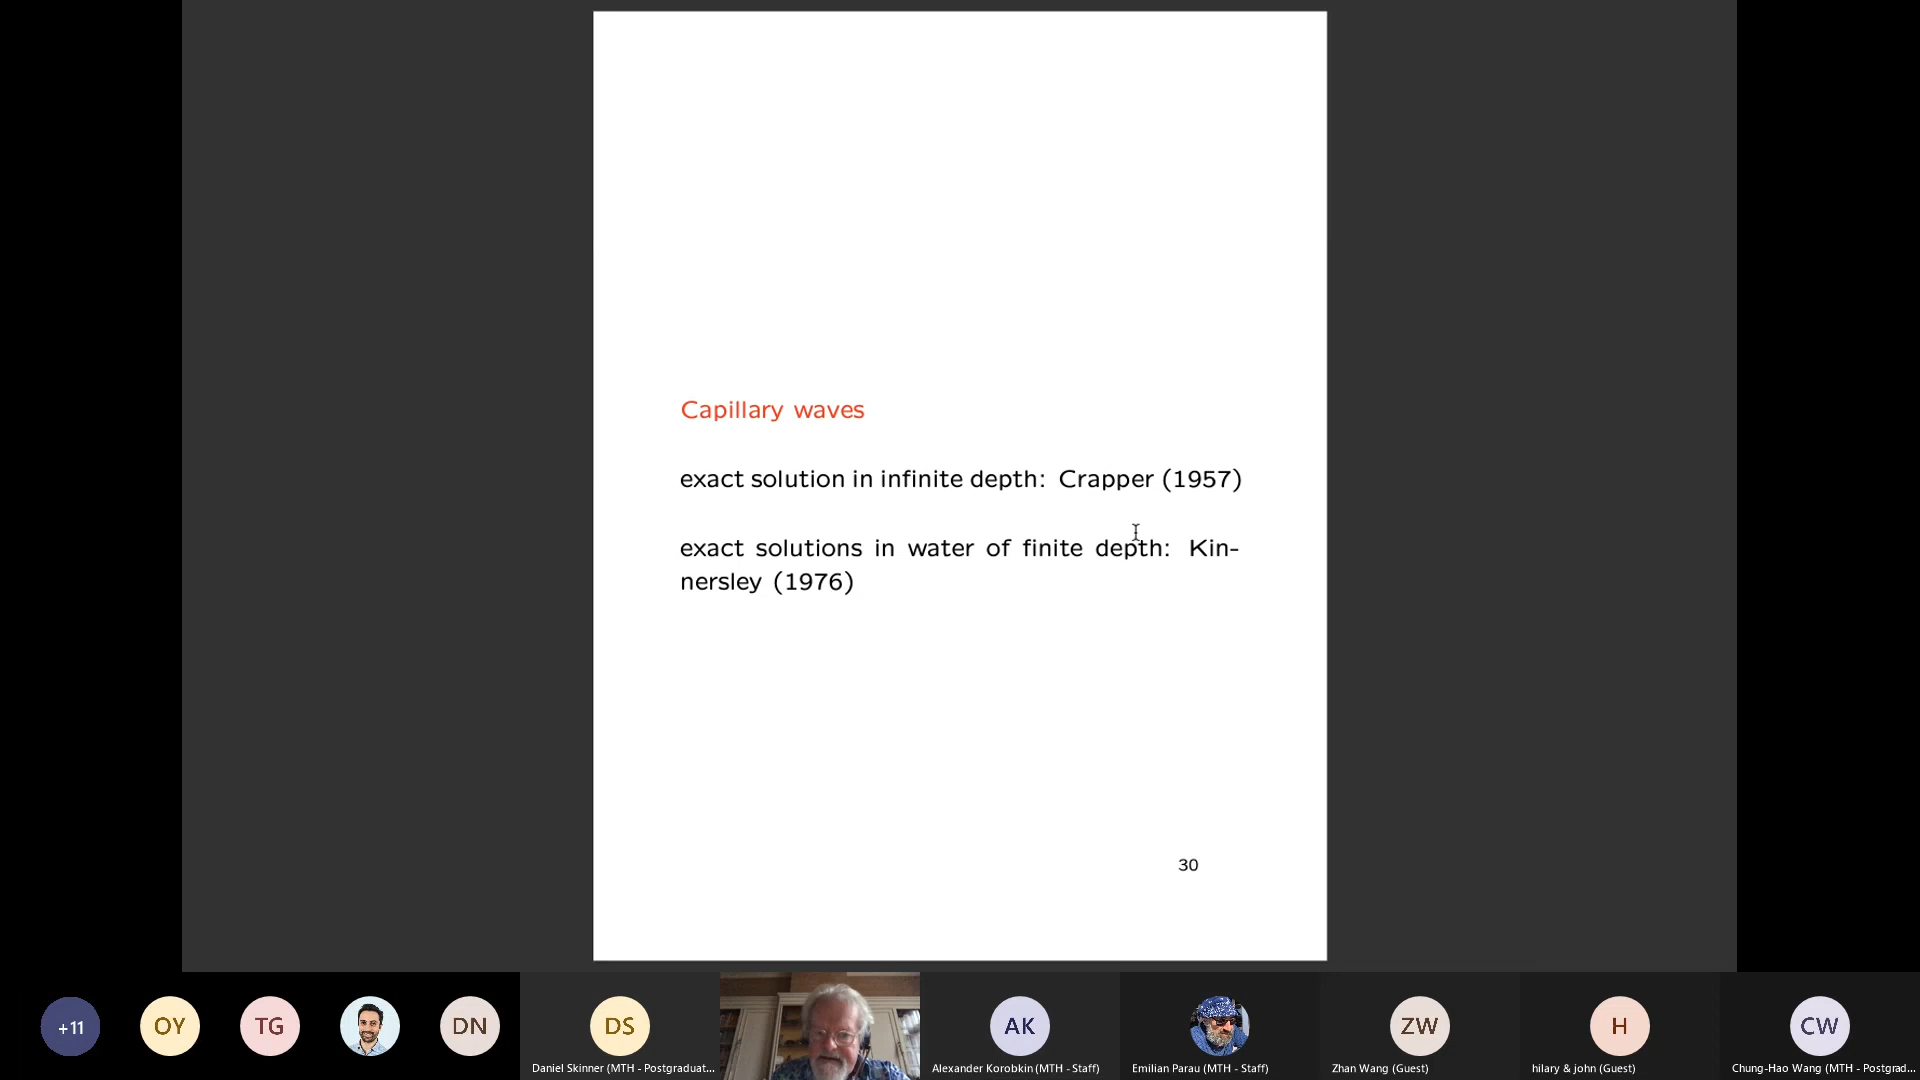 Capillary waves
exact solution in infinite depth: Crapper (1957)
exact solutions in water of finite depth: Kin-
nersley (1976)
30
+11
OY
TG
DN
DS
AK
ZW
H
CW
Daniel Skinner (MTH - Postgraduat...
Alexander Korobkin (MTH - Staff)
Emilian Parau (MTH - Staff)
Zhan Wang (Guest)
hilary & john (Guest)
Chung-Hao Wang (MTH - Postgrad...